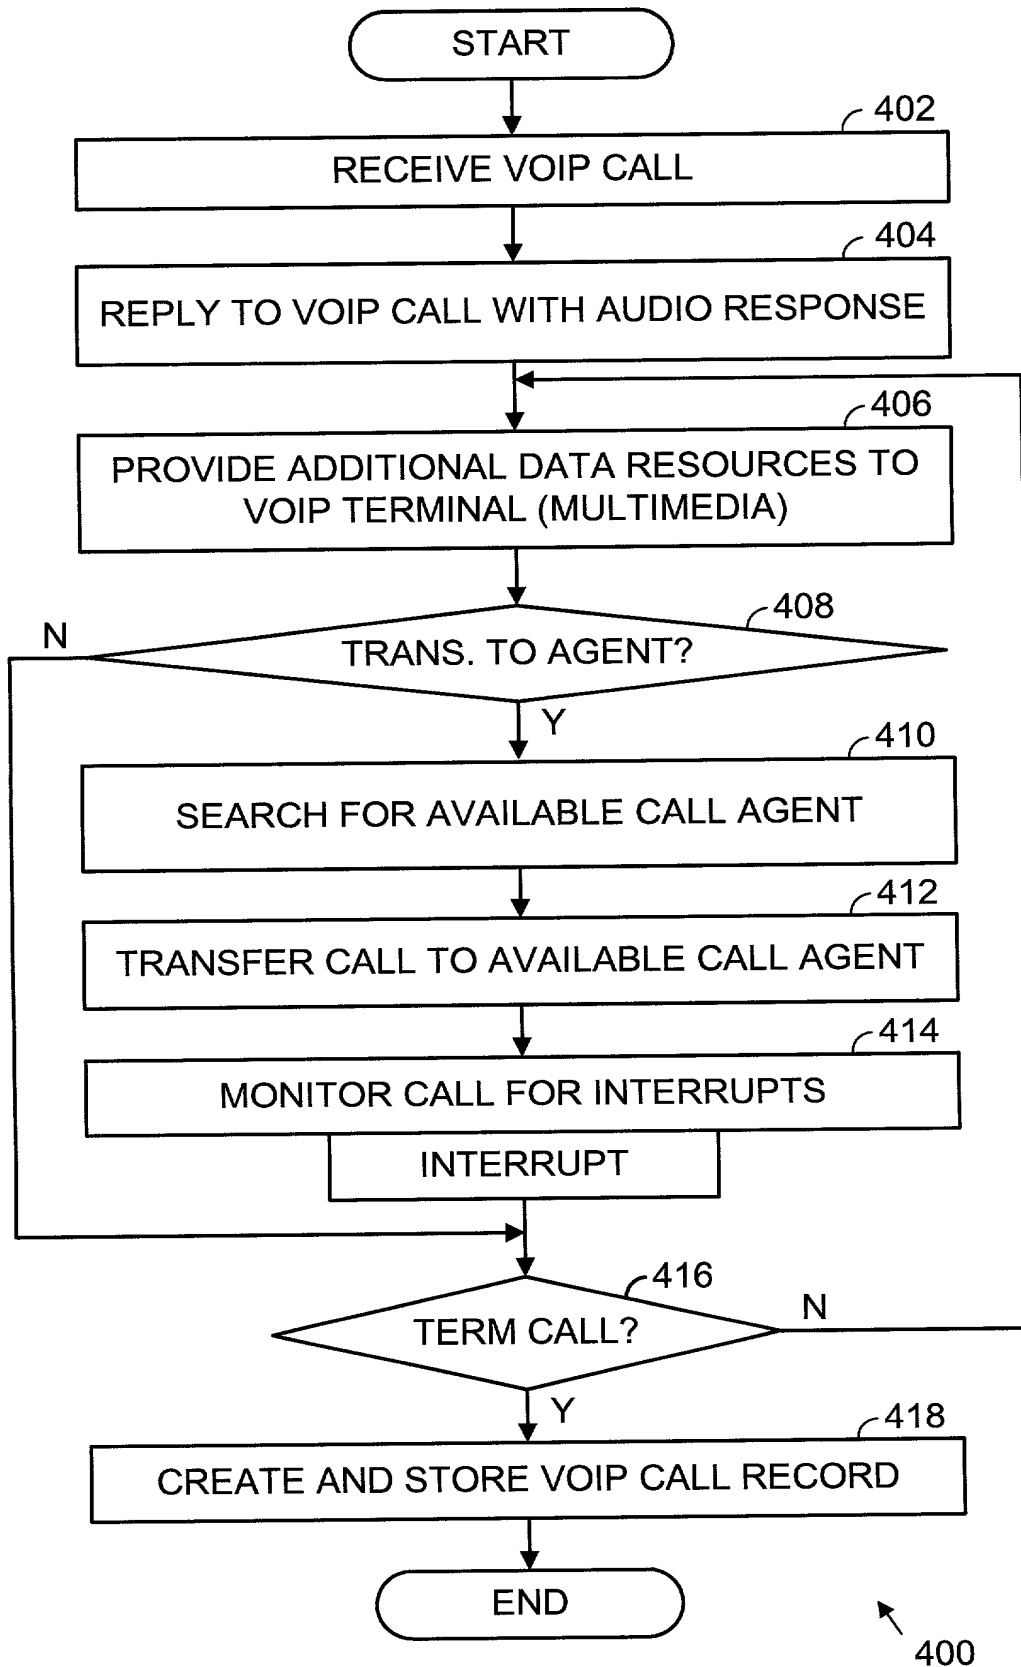 START
402
RECEIVE VOIP CALL
404
REPLY TO VOIP CALL WITH AUDIO RESPONSE
406
PROVIDE ADDITIONAL DATA RESOURCES TO
VOIP TERMINAL (MULTIMEDIA)
408
N
TRANS. TO AGENT?
Y
410
SEARCH FOR AVAILABLE CALL AGENT
412
TRANSFER CALL TO AVAILABLE CALL AGENT
414
MONITOR CALL FOR INTERRUPTS
INTERRUPT
416
N
TERM CALL?
Y
418
CREATE AND STORE VOIP CALL RECORD
END
400